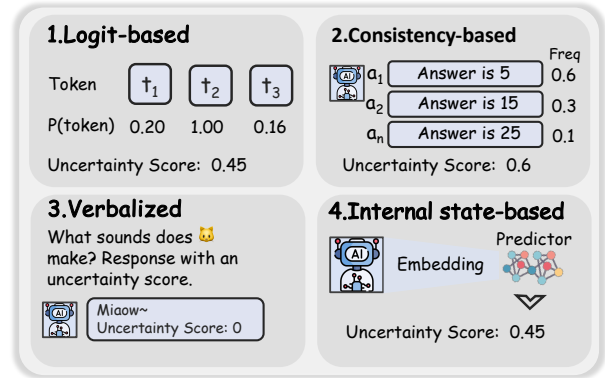 1.Logit-based
Token t1 t2 t3
P(token) 0.20 1.00 0.16
Uncertainty Score: 0.45
2.Consistency-based
Freq
AI a1 Answer is 5 0.6
a2 Answer is 15 0.3
an Answer is 25 0.1
Uncertainty Score: 0.6
3.Verbalized
What sounds does 🐱
make? Response with an
uncertainty score.
AI Miaow~
Uncertainty Score: 0
4.Internal state-based
Predictor
AI Embedding
Uncertainty Score: 0.45